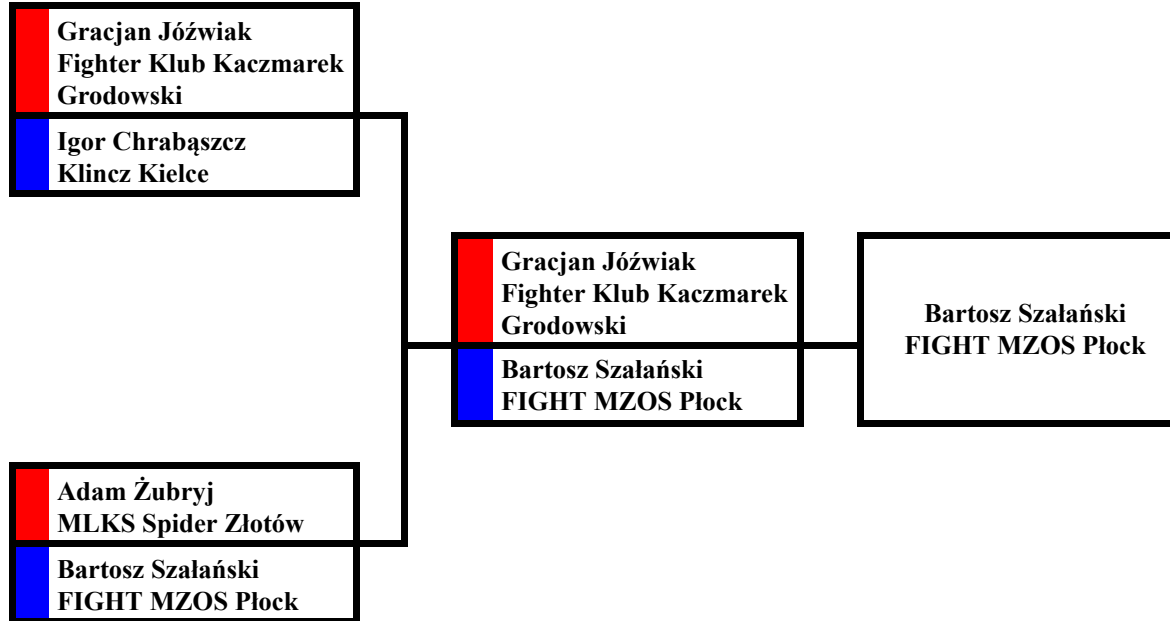 Gracjan Jóźwiak
Fighter Klub Kaczmarek
Grodowski
Igor Chrabąszcz
Klincz Kielce
Gracjan Jóźwiak
Fighter Klub Kaczmarek
Grodowski
Bartosz Szałański
FIGHT MZOS Płock
Bartosz Szałański
FIGHT MZOS Płock
Adam Żubryj
MLKS Spider Złotów
Bartosz Szałański
FIGHT MZOS Płock